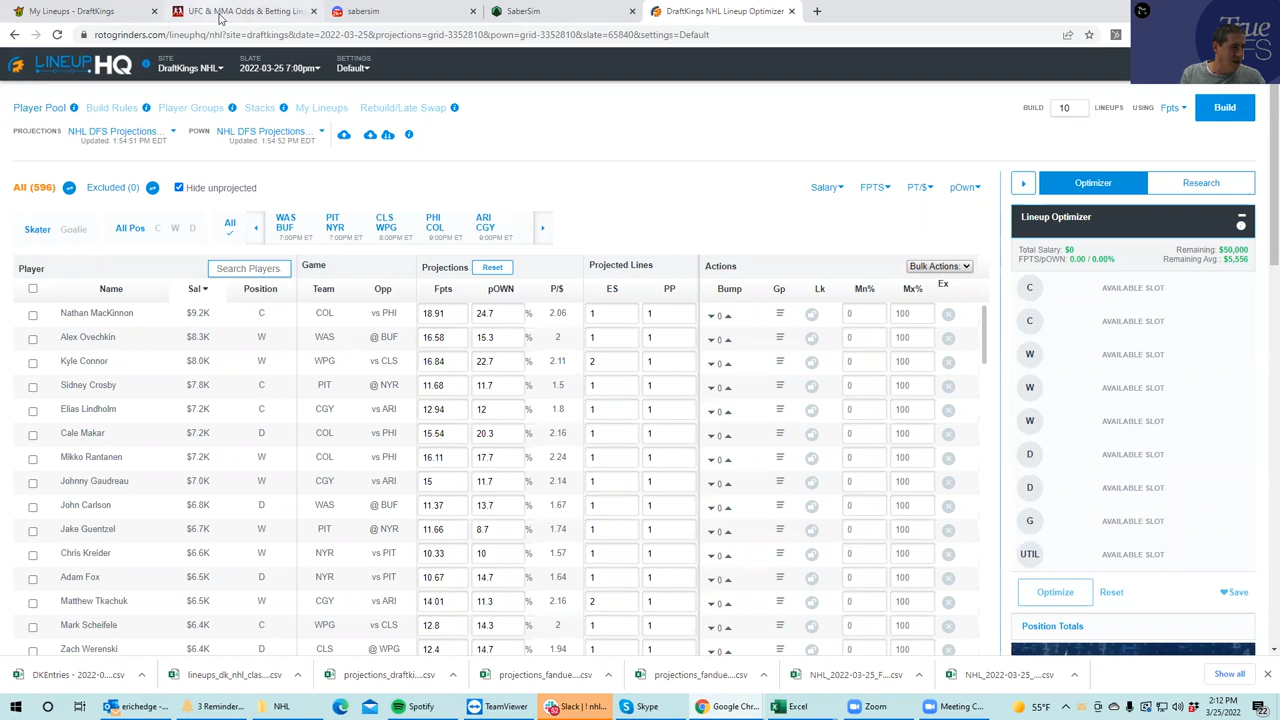 My Lineups - DraftKings
UFC & MMA Odds & Betting Lin
sabersim
SaberSim
DraftKings NHL Lineup Optimizer
rotogrinders.com/lineuphq/nhl?site=draftkings&date=2022-03-25&projections=grid-3352810&pown=grid-3352810&slate=65840&settings=Default
LINEUPHQ
SITE
DraftKings NHL
SLATE
2022-03-25 7:00pm
SETTINGS
Default
True
FS
Player Pool Build Rules Player Groups Stacks My Lineups Rebuild/Late Swap
BUILD 10 LINEUPS USING Fpts Build
PROJECTIONS NHL DFS Projections... POWN NHL DFS Projections...
Updated: 1:54:51 PM EDT Updated: 1:54:52 PM EDT
All (596) Excluded (0) Hide unprojected
Salary FPTS PT/$ pOwn
Skater Goalie All Pos C W D All
WAS BUF 7:00PM ET
PIT NYR 7:00PM ET
CLS WPG 8:00PM ET
PHI COL 9:00PM ET
ARI CGY 9:00PM ET
Player Search Players Game Projections Reset Projected Lines Actions Bulk Actions:
Name Sal Position Team Opp Fpts pOWN P/$ ES PP Bump Gp Lk Mn% Mx% Ex
Nathan MacKinnon $9.2K C COL vs PHI 18.91 24.7 % 2.06 1 1 0 0 100
Alex Ovechkin $8.3K W WAS @ BUF 16.58 15.3 % 2 1 1 0 0 100
Kyle Connor $8.0K W WPG vs CLS 16.84 22.7 % 2.11 2 1 0 0 100
Sidney Crosby $7.8K C PIT @ NYR 11.68 11.7 % 1.5 1 1 0 0 100
Elias Lindholm $7.2K C CGY vs ARI 12.94 12 % 1.8 1 1 0 0 100
Cale Makar $7.2K D COL vs PHI 15.54 20.3 % 2.16 1 1 0 0 100
Mikko Rantanen $7.2K W COL vs PHI 16.11 17.7 % 2.24 1 1 0 0 100
Johnny Gaudreau $7.0K W CGY vs ARI 15 11.7 % 2.14 1 1 0 0 100
John Carlson $6.8K D WAS @ BUF 11.37 13.7 % 1.67 1 1 0 0 100
Jake Guentzel $6.7K W PIT @ NYR 11.66 8.7 % 1.74 1 1 0 0 100
Chris Kreider $6.6K W NYR vs PIT 10.33 10 % 1.57 1 1 0 0 100
Adam Fox $6.5K D NYR vs PIT 10.67 14.7 % 1.64 1 1 0 0 100
Matthew Tkachuk $6.5K W CGY vs ARI 14.01 11.3 % 2.16 2 1 0 0 100
Mark Scheifele $6.4K C WPG vs CLS 12.8 14.3 % 2 1 1 0 0 100
Zach Werenski $6.4K D CLS @ WPG 12.4 14.7 % 1.94 1 1 0 0 100
Optimizer Research
Lineup Optimizer
Total Salary: $0 Remaining: $50,000
FPTS/pOWN: 0.00 / 0.00% Remaining Avg.: $5,556
C AVAILABLE SLOT
C AVAILABLE SLOT
W AVAILABLE SLOT
W AVAILABLE SLOT
W AVAILABLE SLOT
D AVAILABLE SLOT
D AVAILABLE SLOT
G AVAILABLE SLOT
UTIL AVAILABLE SLOT
Optimize Reset Save
Position Totals
DKEntries - 2022-0....csv
lineups_dk_nhl_clas....csv
projections_draftki....csv
projections_fandue....csv
projections_fandue....csv
NHL_2022-03-25_F....csv
NHL_2022-03-25_....csv
Show all
erichedge - 2022... 3 Reminder... NHL Spotify TeamViewer Slack | ! nhl... Skype Google Chr... Excel Zoom Meeting C... 55°F
2:12 PM
3/25/2022